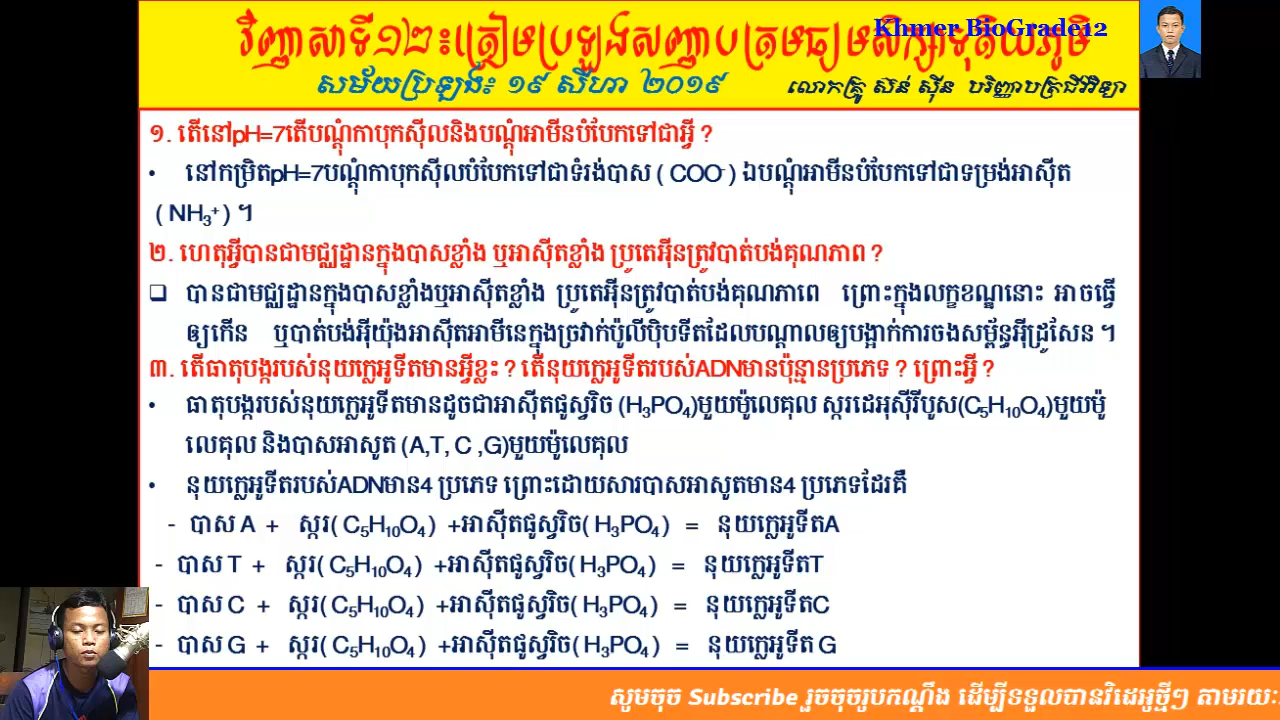 វិញ្ញាសាទី១២៖ត្រៀមប្រឡងសញ្ញាបត្រមធ្យមសិក្សាទុតិយភូមិ
Khmer BioGrade12
សម័យប្រឡង៖ ១៩ សីហា ២០១៩ លោកគ្រូ ស៊ន់ ស៊ីន បរិញ្ញាបត្រជីវវិទ្យា
១. តើនៅpH=7តើបណ្តុំកាបុកស៊ីលនិងបណ្តុំអាមីនបំបែកទៅជាអ្វី ?
• នៅកម្រិតpH=7បណ្តុំកាបុកស៊ីលបំបែកទៅជាទំរង់បាស ( COO⁻ ) ឯបណ្តុំអាមីនបំបែកទៅជាទម្រង់អាស៊ីត
( NH₃⁺ ) ។
២. ហេតុអ្វីបានជាមជ្ឈដ្ឋានក្នុងបាសខ្លាំង ឬអាស៊ីតខ្លាំង ប្រូតេអ៊ីនត្រូវបាត់បង់គុណភាព ?
❑ បានជាមជ្ឈដ្ឋានក្នុងបាសខ្លាំងឬអាស៊ីតខ្លាំង ប្រូតេអ៊ីនត្រូវបាត់បង់គុណភាពេ ព្រោះក្នុងលក្ខខណ្ឌនោះ អាចធ្វើ
ឲ្យកើន ឬបាត់បង់អ៊ីយ៉ុងអាស៊ីតអាមីនេក្នុងច្រវាក់ប៉ូលីប៉ិបទីតដែលបណ្តាលឲ្យបង្អាក់ការចងសម្ព័ន្ធអ៊ីដ្រូសែន ។
៣. តើធាតុបង្ករបស់នុយក្លេអូទីតមានអ្វីខ្លះ ? តើនុយក្លេអូទីតរបស់ADNមានប៉ុន្មានប្រភេទ ? ព្រោះអ្វី ?
• ធាតុបង្ករបស់នុយក្លេអូទីតមានដូចជាអាស៊ីតផូស្វរិច (H₃PO₄)មួយម៉ូលេគុល ស្ករដេអុស៊ីរីបូស(C₅H₁₀O₄)មួយម៉ូ
លេគុល និងបាសអាសូត (A,T, C ,G)មួយម៉ូលេគុល
• នុយក្លេអូទីតរបស់ADNមាន4 ប្រភេទ ព្រោះដោយសារបាសអាសូតមាន4 ប្រភេទដែរគឺ
- បាស A + ស្ករ( C₅H₁₀O₄ ) +អាស៊ីតផូស្វរិច( H₃PO₄ ) = នុយក្លេអូទីតA
- បាស T + ស្ករ( C₅H₁₀O₄ ) +អាស៊ីតផូស្វរិច( H₃PO₄ ) = នុយក្លេអូទីតT
- បាស C + ស្ករ( C₅H₁₀O₄ ) +អាស៊ីតផូស្វរិច( H₃PO₄ ) = នុយក្លេអូទីតC
- បាស G + ស្ករ( C₅H₁₀O₄ ) +អាស៊ីតផូស្វរិច( H₃PO₄ ) = នុយក្លេអូទីត G
សូមចុច Subscribe រួចចុចរូបកណ្តឹង ដើម្បីទទួលបានវិដេអូថ្មីៗ តាមរយៈ